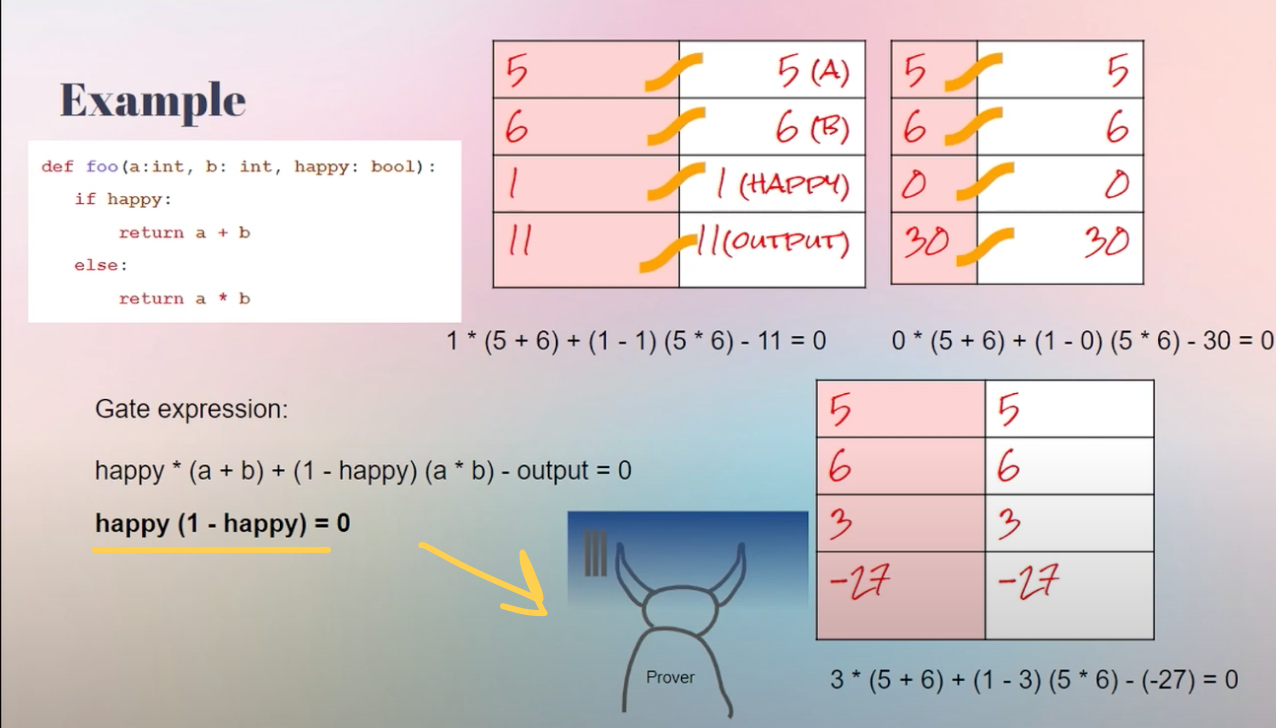 Example
def foo(a:int, b: int, happy: bool):
if happy:
return a + b
else:
return a * b
5 5 (A)
6 6 (B)
1 1 (HAPPY)
11 11(OUTPUT)
5 5
6 6
0 0
30 30
1 * (5 + 6) + (1 - 1) (5 * 6) - 11 = 0
0 * (5 + 6) + (1 - 0) (5 * 6) - 30 = 0
Gate expression:
happy * (a + b) + (1 - happy) (a * b) - output = 0
happy (1 - happy) = 0
5 5
6 6
3 3
-27 -27
Prover
3 * (5 + 6) + (1 - 3) (5 * 6) - (-27) = 0